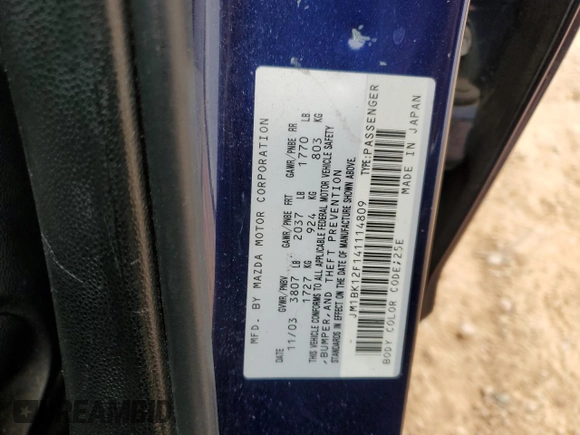 MFD. BY MAZDA MOTOR CORPORATION
GVWR/PNBV GAWR/PNBE FRT GAWR/PNBE RR
DATE LB LB LB
11/03 3807 2037 1770
KG KG KG
1727 924 803
THIS VEHICLE CONFORMS TO ALL APPLICABLE FEDERAL MOTOR VEHICLE SAFETY
,BUMPER,AND THEFT PREVENTION
STANDARDS IN EFFECT ON THE DATE OF MANUFACTURE SHOWN ABOVE.
JM1BK12F141114809 TYPE:PASSENGER
BODY COLOR CODE;25E MADE IN JAPAN
DREAMBID